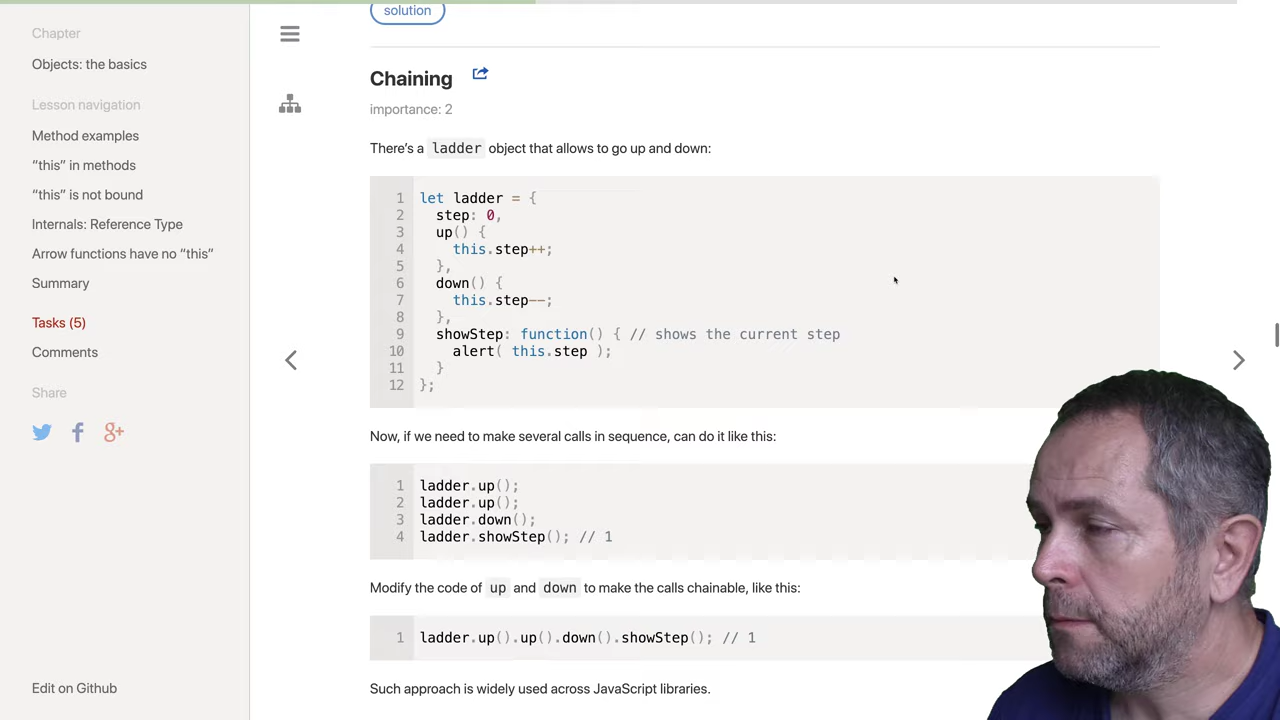 solution
Chapter
Objects: the basics
Lesson navigation
Method examples
“this” in methods
“this” is not bound
Internals: Reference Type
Arrow functions have no “this”
Summary
Tasks (5)
Comments
Share
g+
Edit on Github
Chaining
importance: 2
There’s a ladder object that allows to go up and down:
1 let ladder = {
2 step: 0,
3 up() {
4 this.step++;
5 },
6 down() {
7 this.step--;
8 },
9 showStep: function() { // shows the current step
10 alert( this.step );
11 }
12 };
Now, if we need to make several calls in sequence, can do it like this:
1 ladder.up();
2 ladder.up();
3 ladder.down();
4 ladder.showStep(); // 1
Modify the code of up and down to make the calls chainable, like this:
1 ladder.up().up().down().showStep(); // 1
Such approach is widely used across JavaScript libraries.